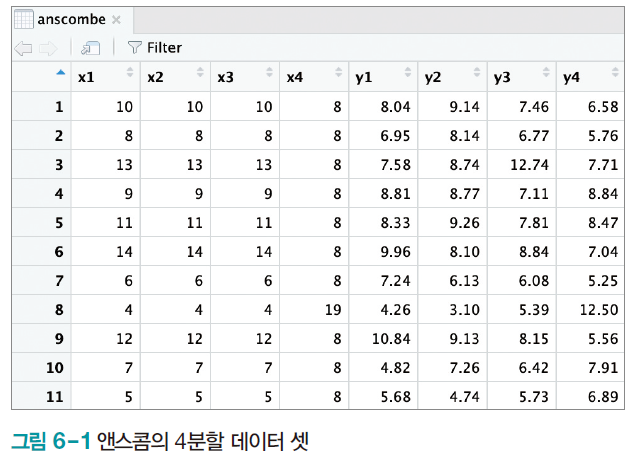 anscombe ×
Filter
x1 x2 x3 x4 y1 y2 y3 y4
1 10 10 10 8 8.04 9.14 7.46 6.58
2 8 8 8 8 6.95 8.14 6.77 5.76
3 13 13 13 8 7.58 8.74 12.74 7.71
4 9 9 9 8 8.81 8.77 7.11 8.84
5 11 11 11 8 8.33 9.26 7.81 8.47
6 14 14 14 8 9.96 8.10 8.84 7.04
7 6 6 6 8 7.24 6.13 6.08 5.25
8 4 4 4 19 4.26 3.10 5.39 12.50
9 12 12 12 8 10.84 9.13 8.15 5.56
10 7 7 7 8 4.82 7.26 6.42 7.91
11 5 5 5 8 5.68 4.74 5.73 6.89
그림 6-1 앤스콤의 4분할 데이터 셋